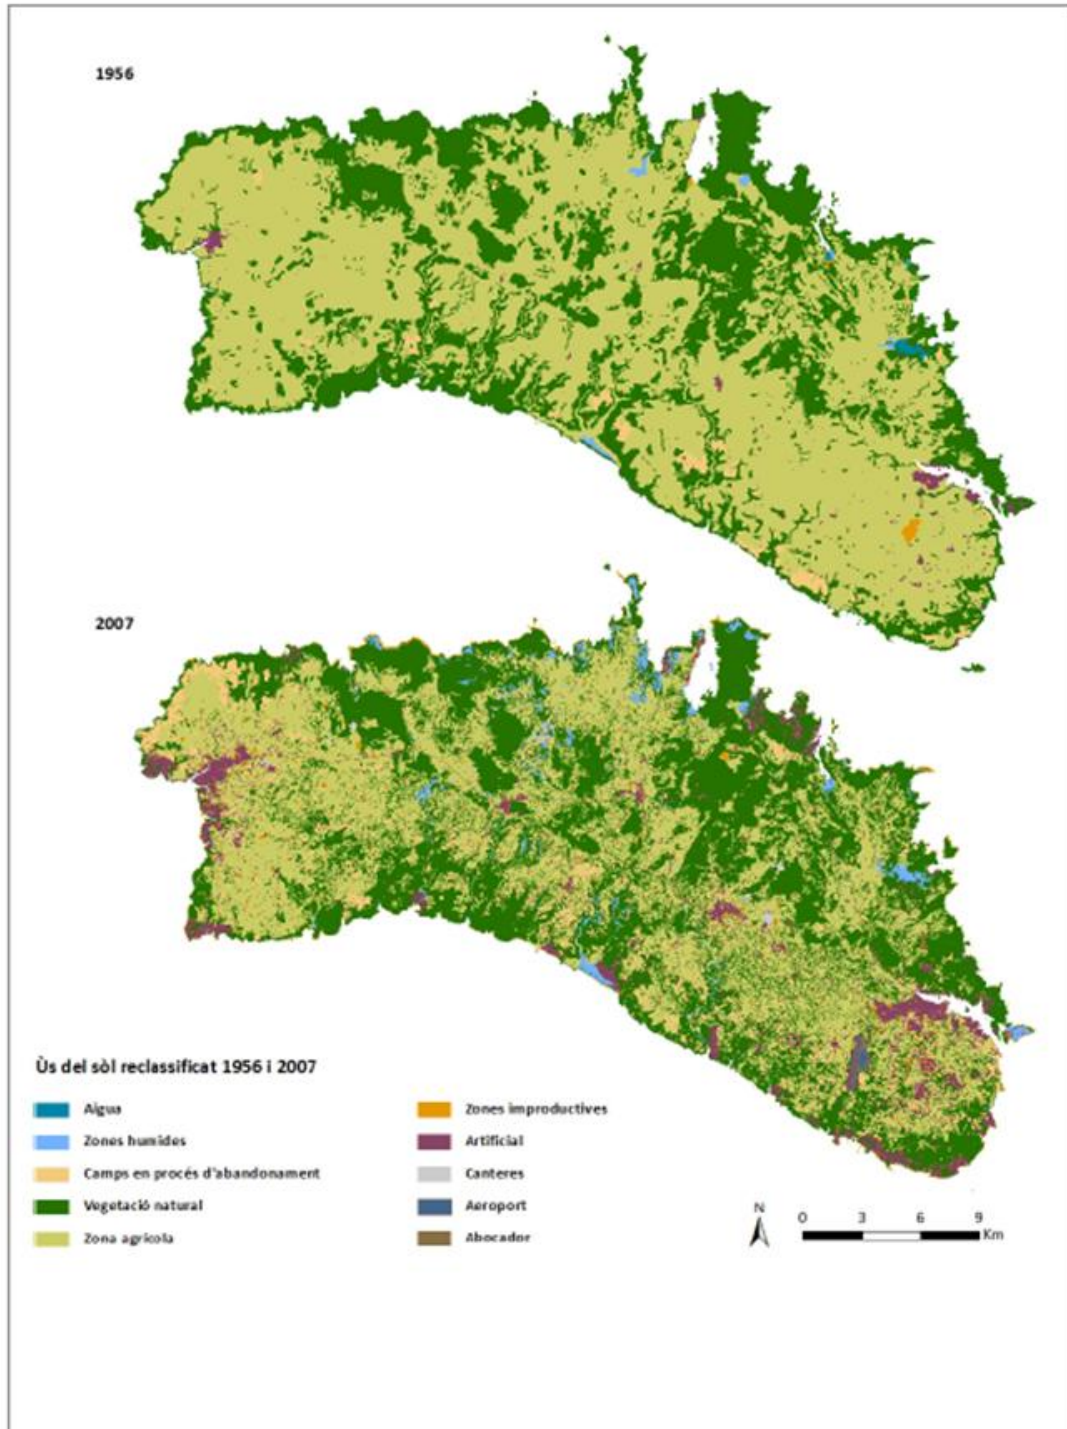 1956
2007
Ùs del sòl reclassificat 1956 i 2007
Aigua
Zones humides
Camps en procés d'abandonament
Vegetació natural
Zona agrícola
Zones improductives
Artificial
Canteres
Aeroport
Abocador
N
0 3 6 9
Km